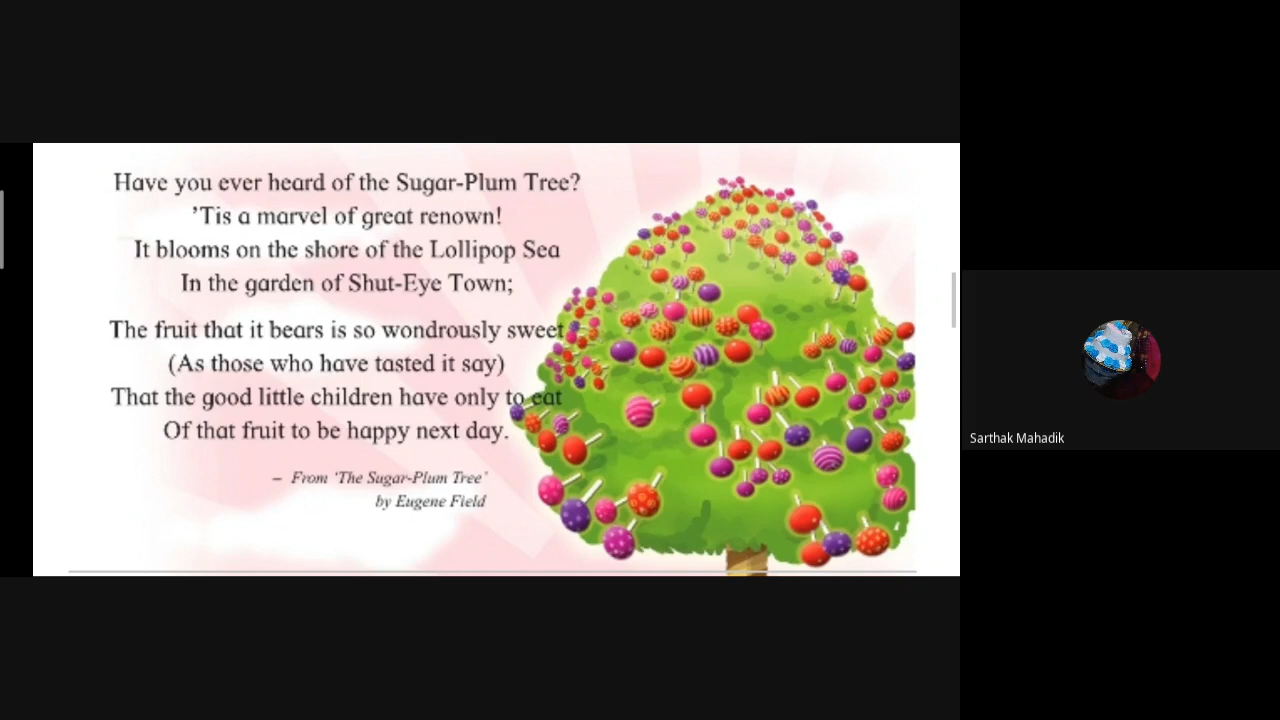 Have you ever heard of the Sugar-Plum Tree?
'Tis a marvel of great renown!
It blooms on the shore of the Lollipop Sea
In the garden of Shut-Eye Town;
The fruit that it bears is so wondrously sweet
(As those who have tasted it say)
That the good little children have only to eat
Of that fruit to be happy next day.
– From 'The Sugar-Plum Tree'
by Eugene Field
Sarthak Mahadik